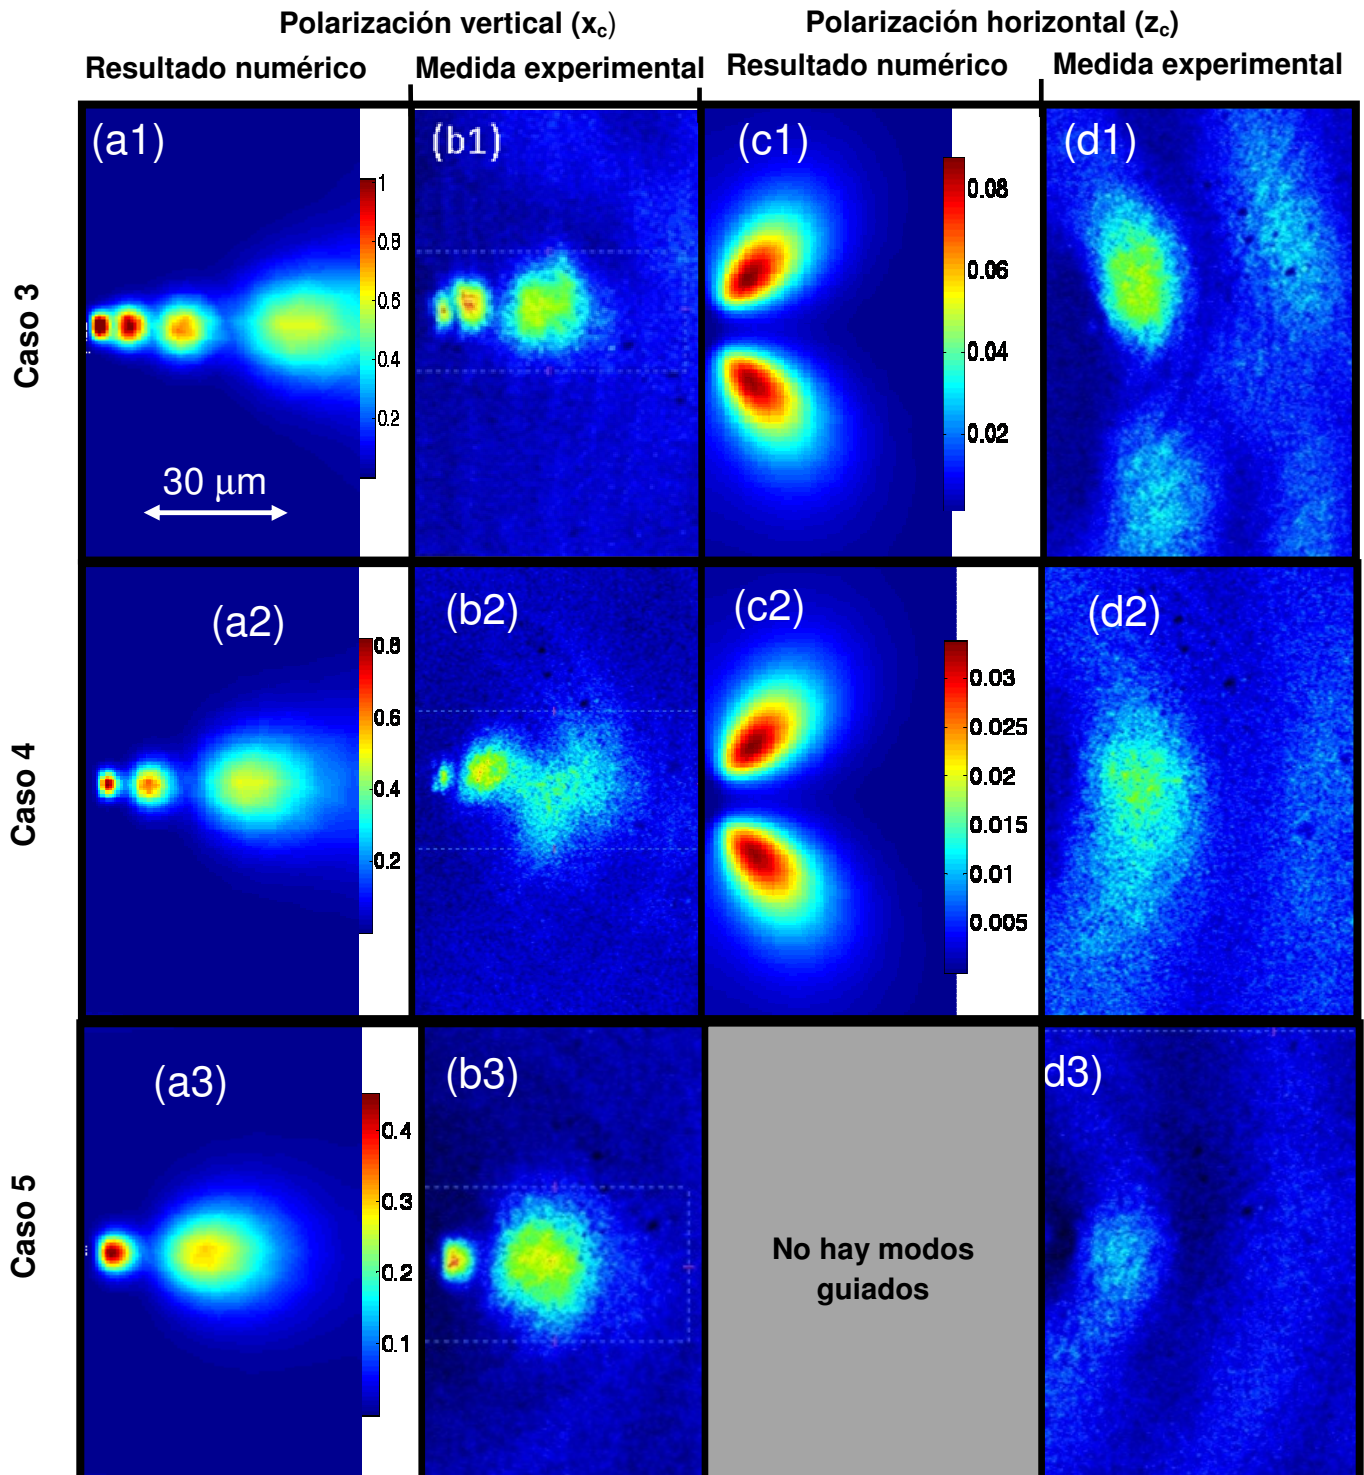 Polarización vertical (xc) Polarización horizontal (zc)
Resultado numérico Medida experimental Resultado numérico Medida experimental
Caso 3
(a1) (b1) (c1) (d1)
1
0.8
0.6
0.4
0.2
30 µm
0.08
0.06
0.04
0.02
Caso 4
(a2) (b2) (c2) (d2)
0.8
0.6
0.4
0.2
0.03
0.025
0.02
0.015
0.01
0.005
Caso 5
(a3) (b3) d3)
0.4
0.3
0.2
0.1
No hay modos
guiados